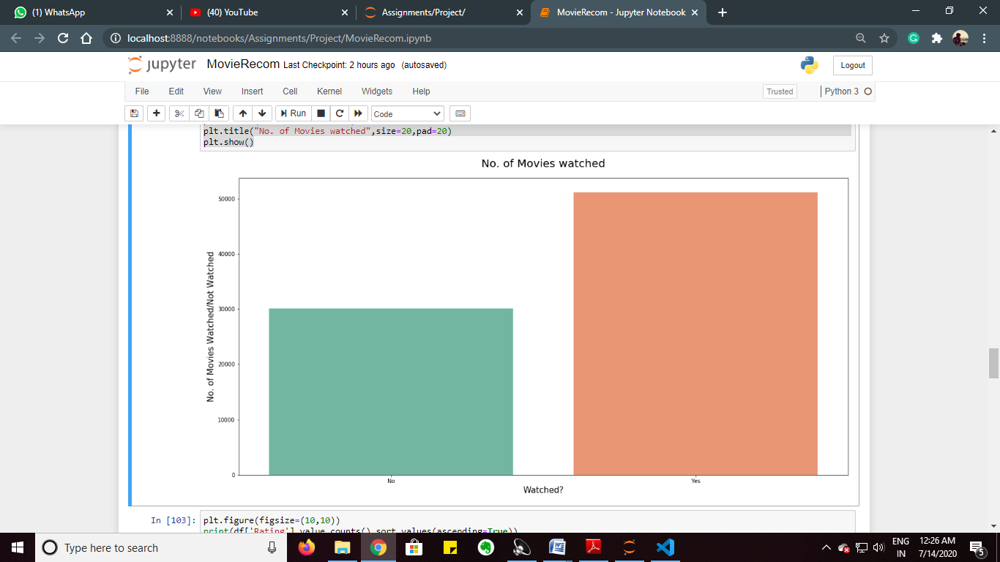 (1) WhatsApp
(40) YouTube
Assignments/Project/
MovieRecom - Jupyter Notebook
localhost:8888/notebooks/Assignments/Project/MovieRecom.ipynb
G
jupyter MovieRecom Last Checkpoint: 2 hours ago (autosaved)
Logout
File Edit View Insert Cell Kernel Widgets Help
Trusted
Python 3
Run
Code
plt.title("No. of Movies watched",size=20,pad=20)
plt.show()
No. of Movies watched
No. of Movies Watched/Not Watched
50000
40000
30000
20000
10000
0
No
Yes
Watched?
In [103]: plt.figure(figsize=(10,10))
print(df['Rating'].value_counts().sort_values(ascending=True))
Type here to search
ENG
IN
12:26 AM
7/14/2020
5